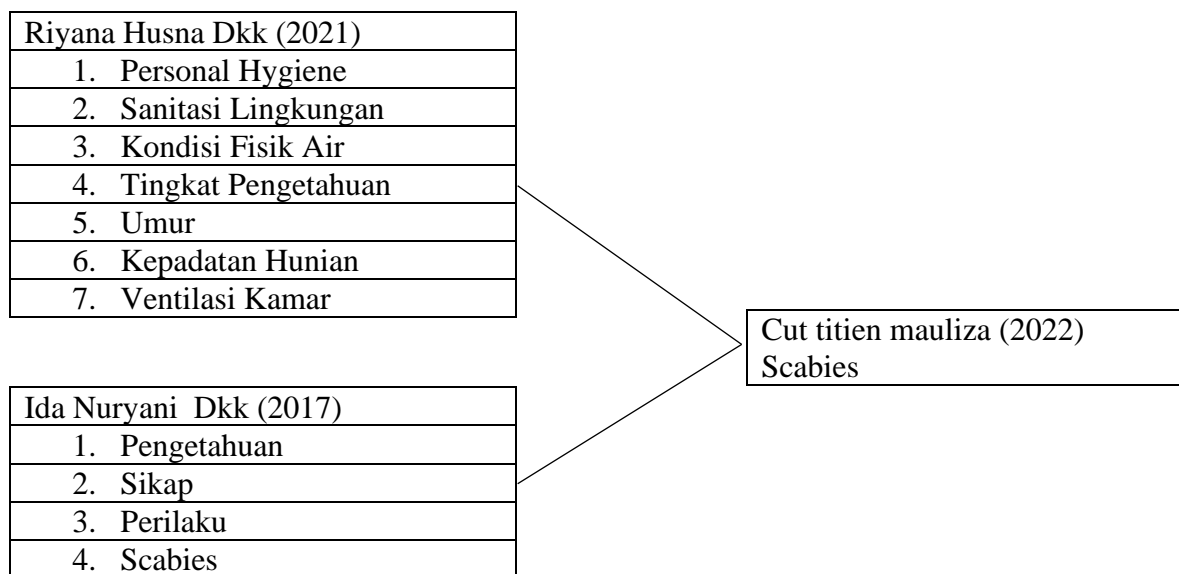 Riyana Husna Dkk (2021)
1. Personal Hygiene
2. Sanitasi Lingkungan
3. Kondisi Fisik Air
4. Tingkat Pengetahuan
5. Umur
6. Kepadatan Hunian
7. Ventilasi Kamar
Ida Nuryani Dkk (2017)
1. Pengetahuan
2. Sikap
3. Perilaku
4. Scabies
Cut titien mauliza (2022)
Scabies